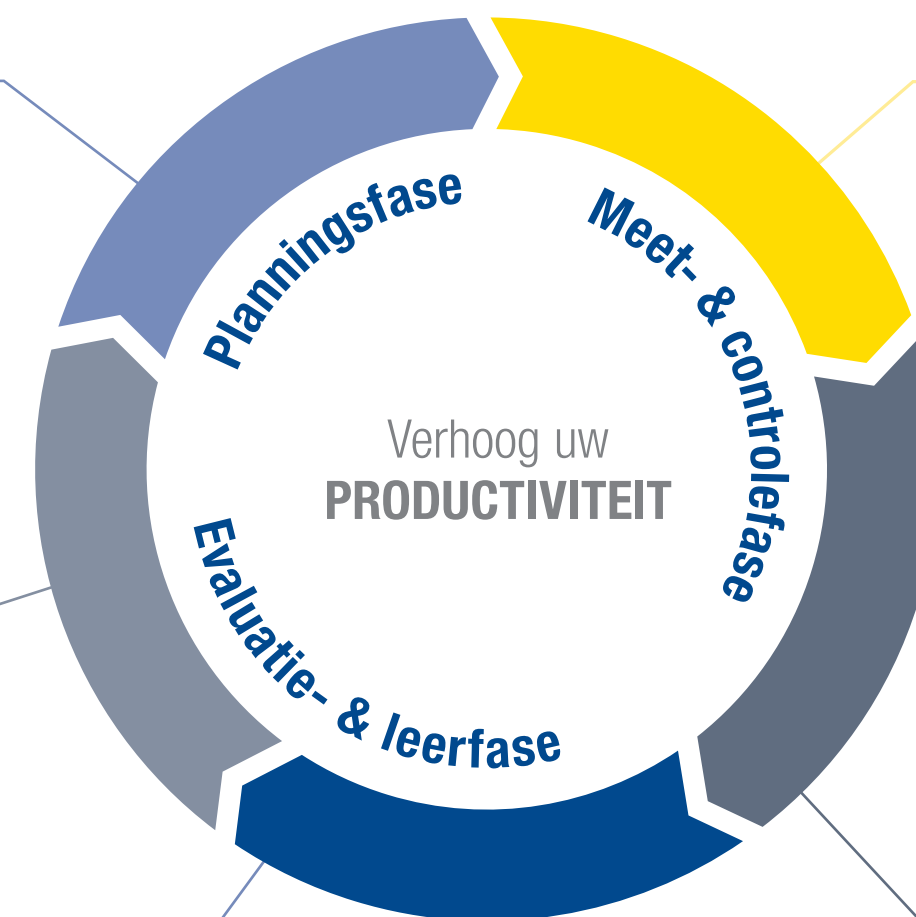 Planningsfase
Meet- & controlefase
Verhoog uw
PRODUCTIVITEIT
Evaluatie- & leerfase